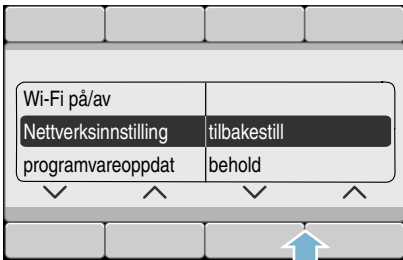 Wi-Fi på/av
Nettverksinnstilling tilbakestill
programvareoppdat behold